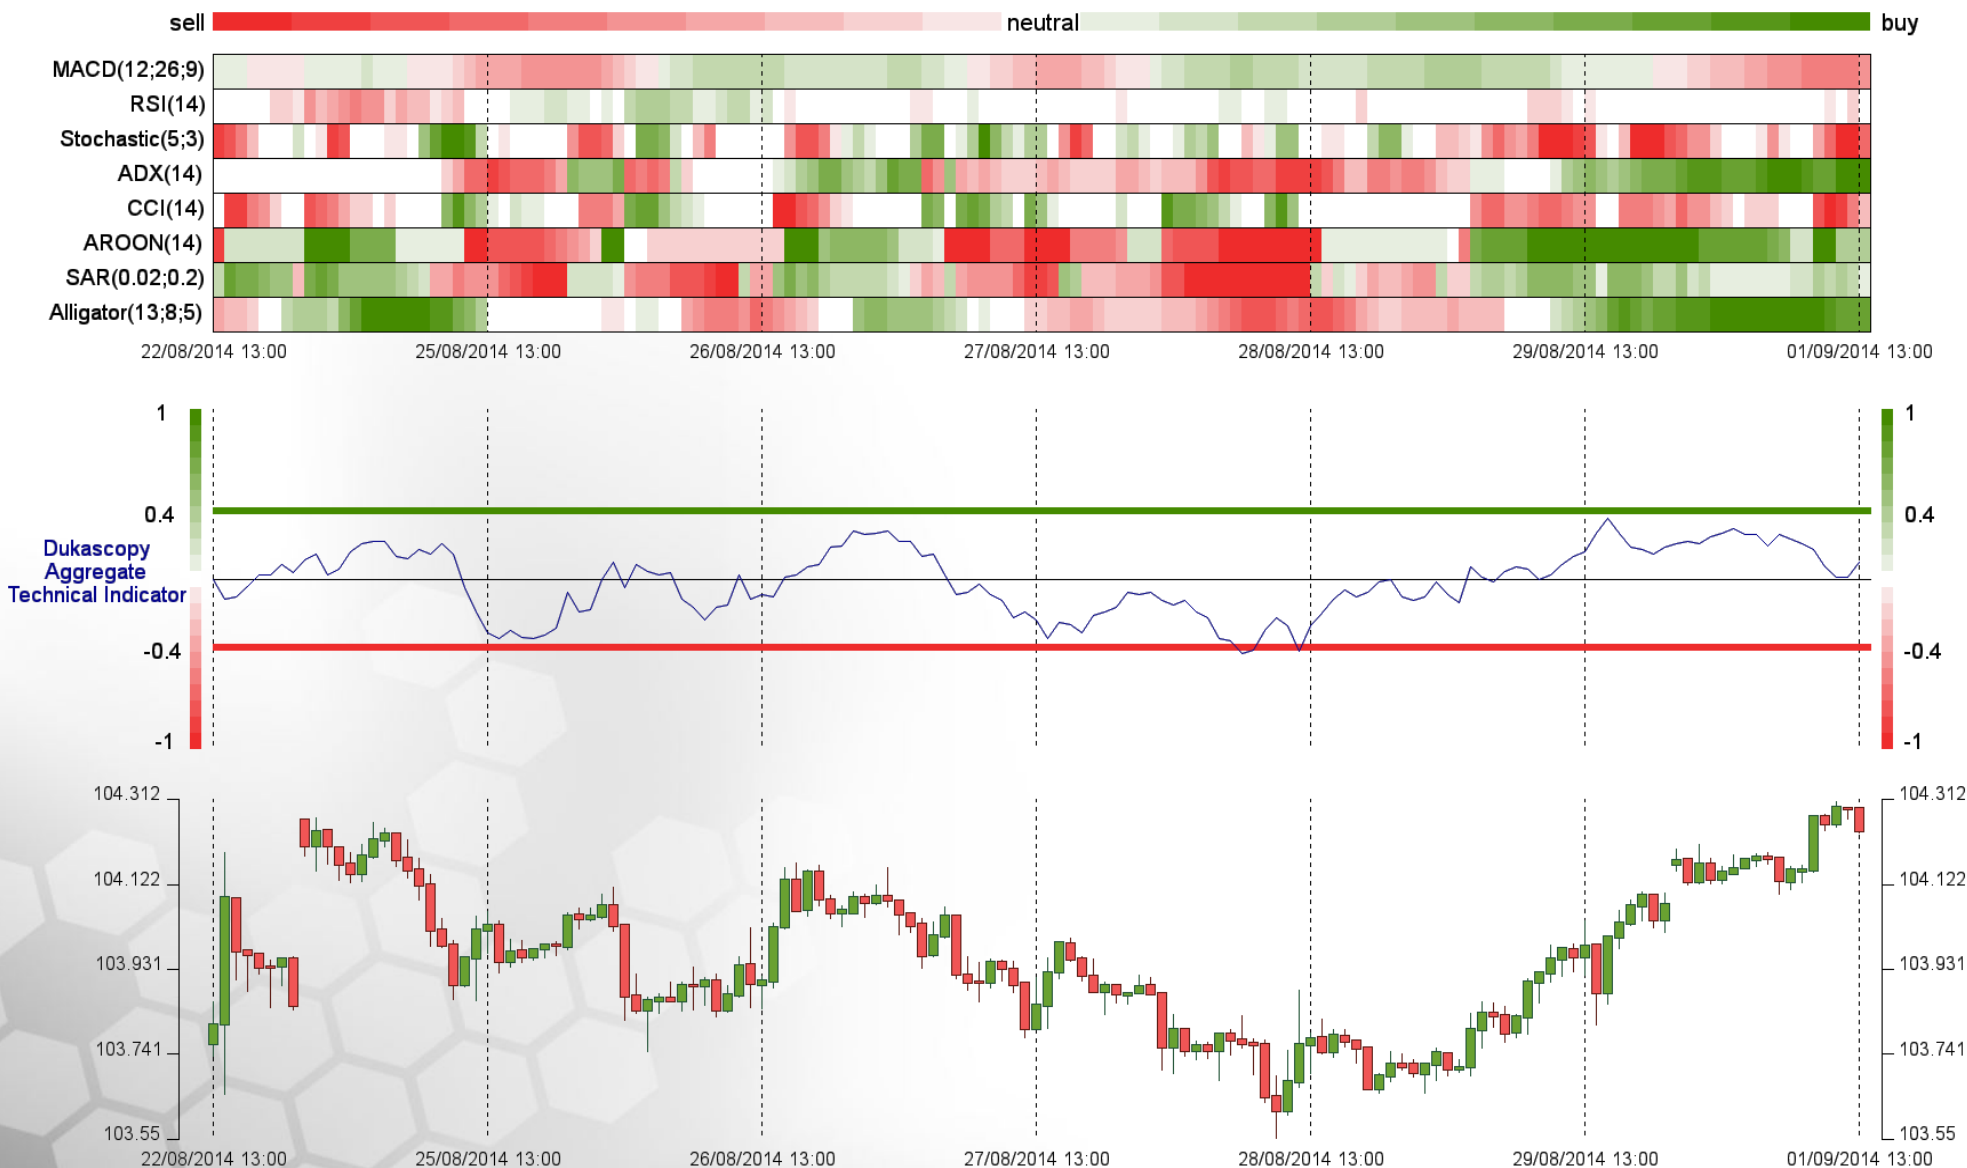 sell neutral buy
MACD(12;26;9)
RSI(14)
Stochastic(5;3)
ADX(14)
CCI(14)
AROON(14)
SAR(0.02;0.2)
Alligator(13;8;5)
22/08/2014 13:00 25/08/2014 13:00 26/08/2014 13:00 27/08/2014 13:00 28/08/2014 13:00 29/08/2014 13:00 01/09/2014 13:00
1 1
0.4 0.4
Dukascopy
Aggregate
Technical Indicator
-0.4 -0.4
-1 -1
104.312 104.312
104.122 104.122
103.931 103.931
103.741 103.741
103.55 103.55
22/08/2014 13:00 25/08/2014 13:00 26/08/2014 13:00 27/08/2014 13:00 28/08/2014 13:00 29/08/2014 13:00 01/09/2014 13:00